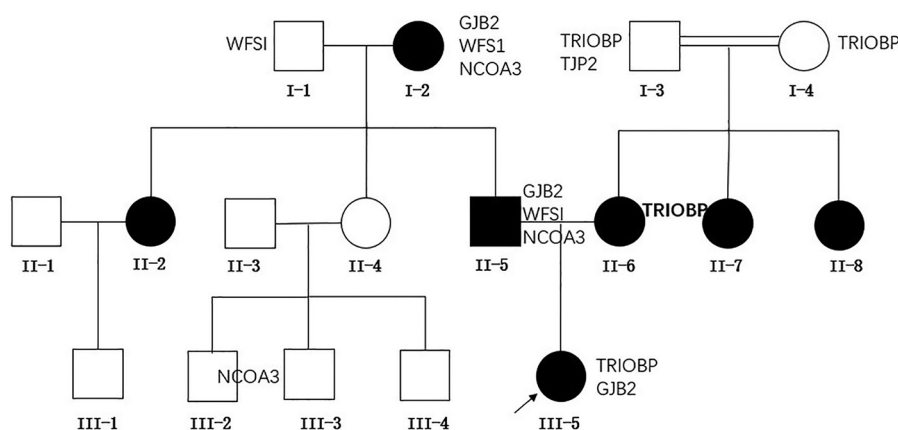 WFSI
GJB2
WFS1
NCOA3
TRIOBP
TJP2
TRIOBP
I-1
I-2
I-3
I-4
GJB2
WFSI
NCOA3
TRIOBP
II-1
II-2
II-3
II-4
II-5
II-6
II-7
II-8
NCOA3
TRIOBP
GJB2
III-1
III-2
III-3
III-4
III-5